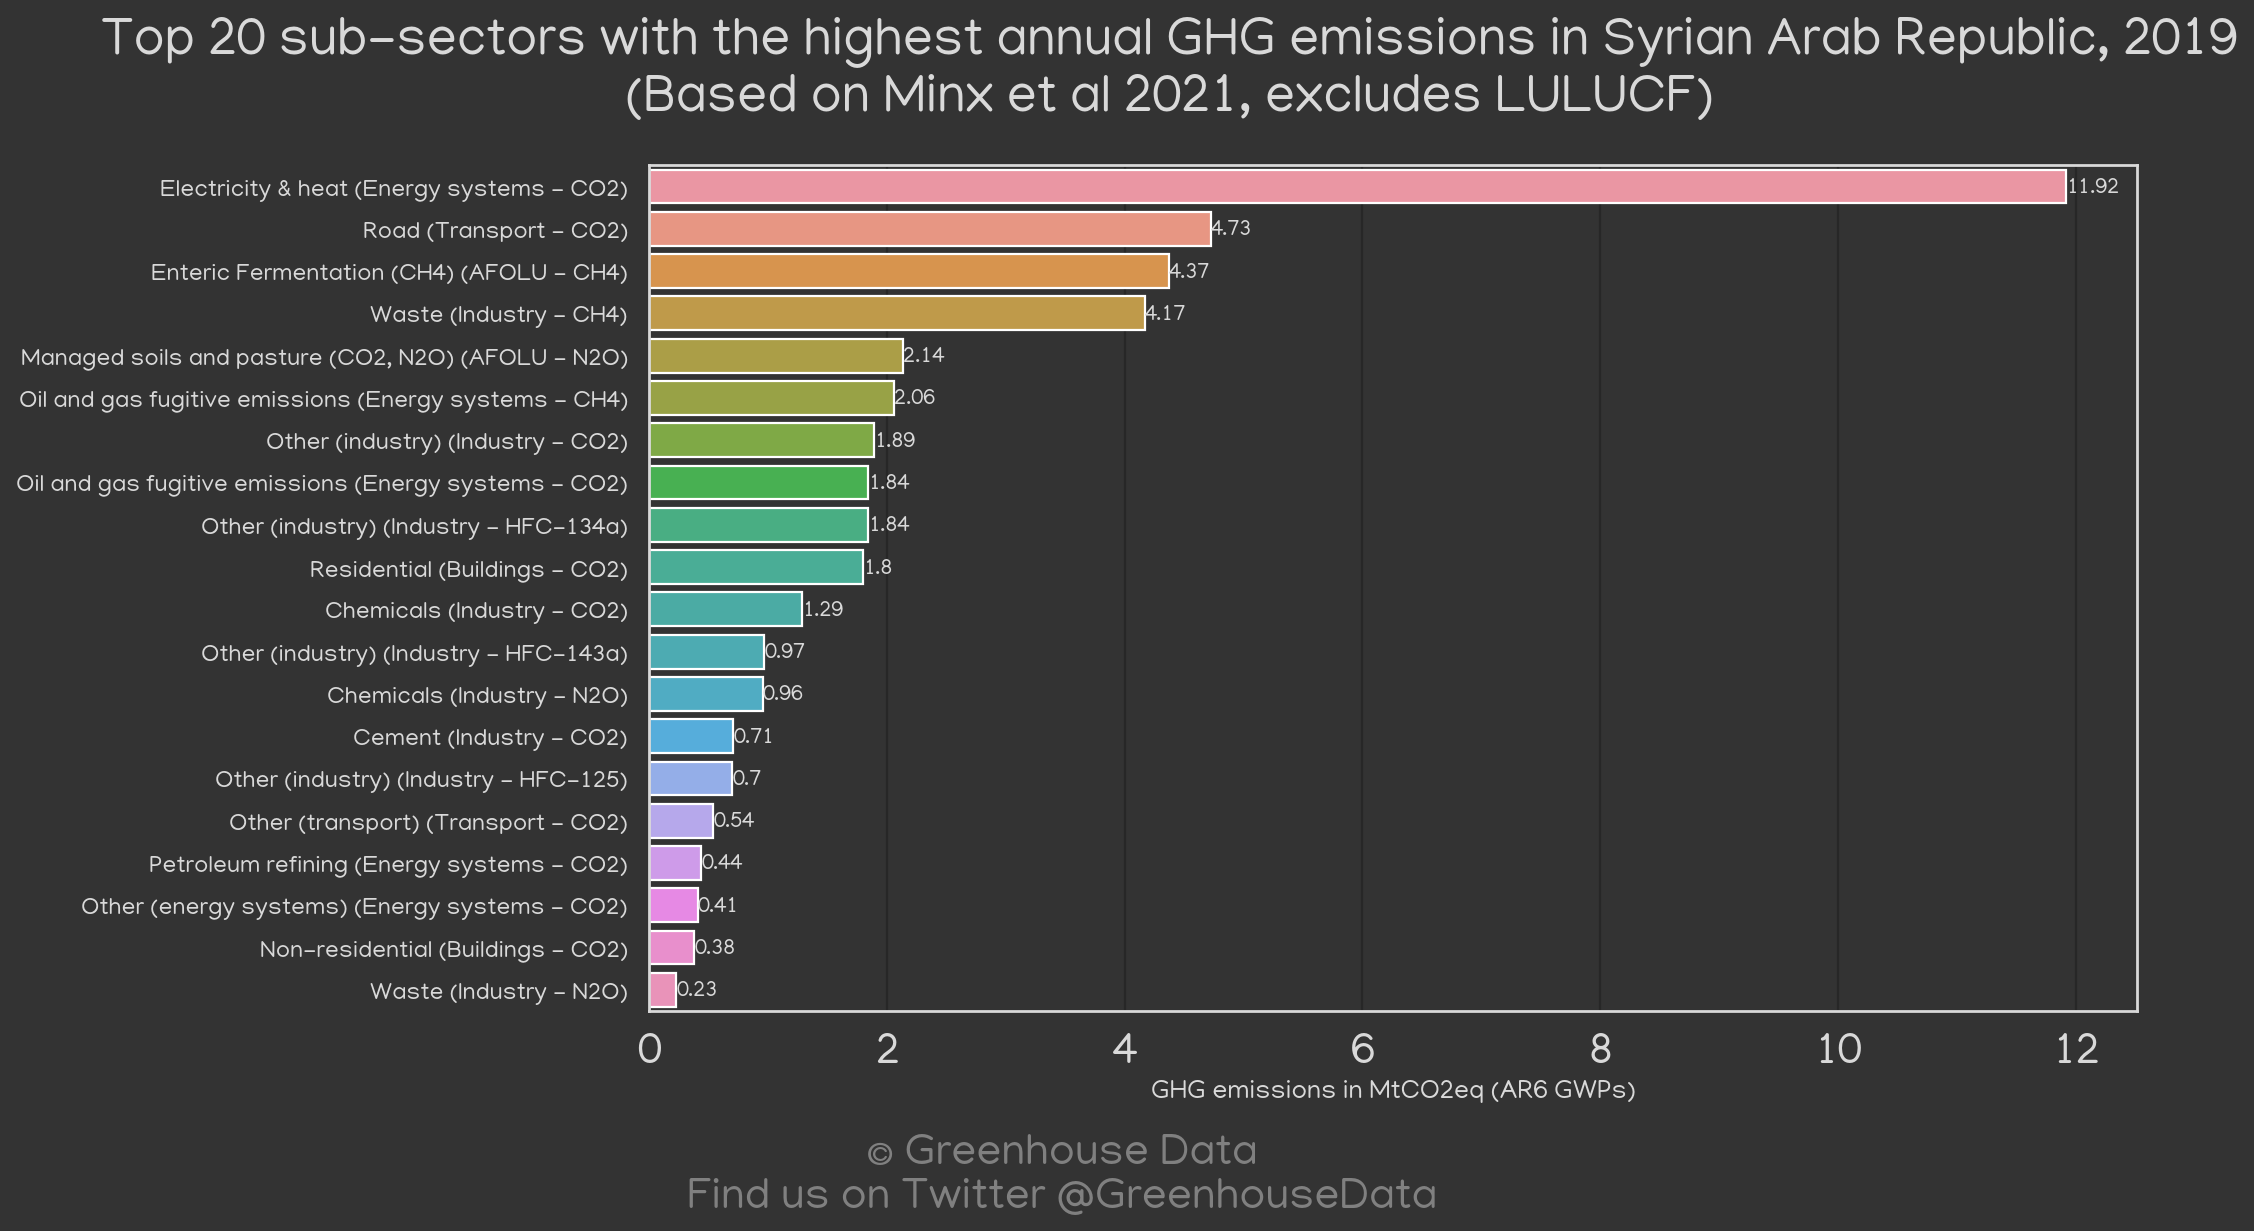 Top 20 sub-sectors with the highest annual GHG emissions in Syrian Arab Republic, 2019
(Based on Minx et al 2021, excludes LULUCF)
Electricity & heat (Energy systems - CO2) 11.92
Road (Transport - CO2) 4.73
Enteric Fermentation (CH4) (AFOLU - CH4) 4.37
Waste (Industry - CH4) 4.17
Managed soils and pasture (CO2, N2O) (AFOLU - N2O) 2.14
Oil and gas fugitive emissions (Energy systems - CH4) 2.06
Other (industry) (Industry - CO2) 1.89
Oil and gas fugitive emissions (Energy systems - CO2) 1.84
Other (industry) (Industry - HFC-134a) 1.84
Residential (Buildings - CO2) 1.8
Chemicals (Industry - CO2) 1.29
Other (industry) (Industry - HFC-143a) 0.97
Chemicals (Industry - N2O) 0.96
Cement (Industry - CO2) 0.71
Other (industry) (Industry - HFC-125) 0.7
Other (transport) (Transport - CO2) 0.54
Petroleum refining (Energy systems - CO2) 0.44
Other (energy systems) (Energy systems - CO2) 0.41
Non-residential (Buildings - CO2) 0.38
Waste (Industry - N2O) 0.23
0 2 4 6 8 10 12
GHG emissions in MtCO2eq (AR6 GWPs)
© Greenhouse Data
Find us on Twitter @GreenhouseData